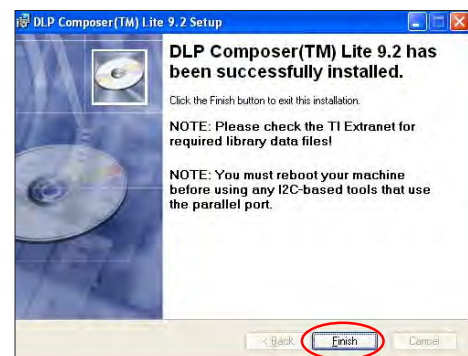 DLP Composer(TM) Lite 9.2 Setup
DLP Composer(TM) Lite 9.2 has
been successfully installed.
Click the Finish button to exit this installation.
NOTE: Please check the TI Extranet for
required library data files!
NOTE: You must reboot your machine
before using any I2C-based tools that use
the parallel port.
< Back
Finish
Cancel